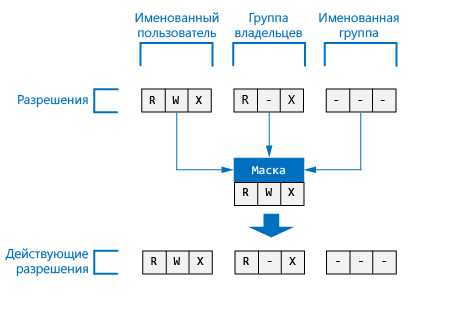 Именованный пользователь
Группа владельцев
Именованная группа
Разрешения
R W X
R - X
- - -
Маска
R W X
Действующие разрешения
R W X
R - X
- - -